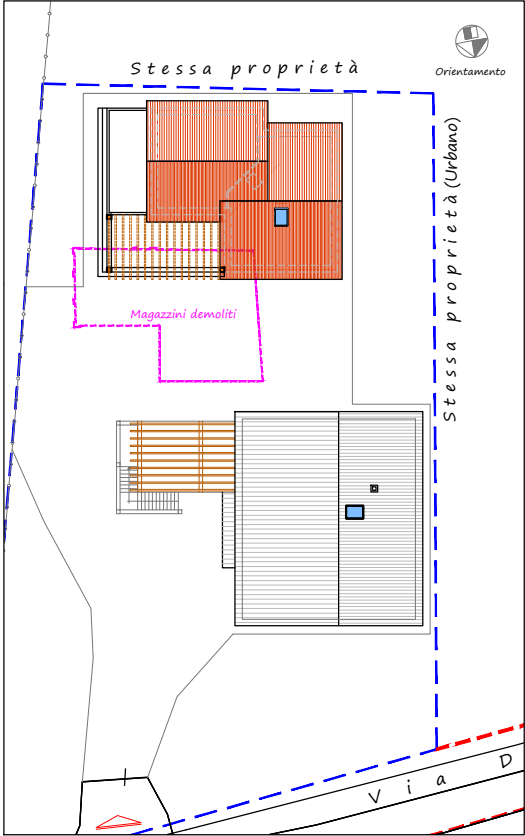 Stessa proprietà
Orientamento
Stessa proprietà (Urbano)
Magazzini demoliti
Via D